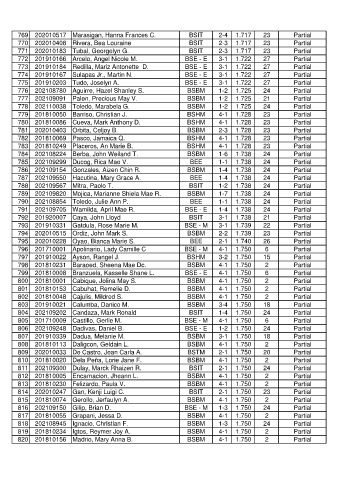 769 202010517 Marasigan, Hanna Frances C. BSIT 2-4 1.717 23 Partial
770 202010408 Rivera, Bea Louraine BSIT 2-3 1.717 23 Partial
771 202010183 Tubal, Georgelyn G. BSIT 2-3 1.717 23 Partial
772 201910166 Arcelo, Angel Nicole M. BSE - E 3-1 1.722 27 Partial
773 201910184 Redilla, Mariz Antonette D. BSE - E 3-1 1.722 27 Partial
774 201910167 Sulapas Jr., Martin N. BSE - E 3-1 1.722 27 Partial
775 201910203 Tudo, Joselyn A. BSE - E 3-1 1.722 27 Partial
776 202108780 Aguirre, Hazel Shanley S. BSBM 1-2 1.725 24 Partial
777 202109091 Palen, Precious May V. BSBM 1-2 1.725 21 Partial
778 202110038 Toledo, Marabela G. BSBM 1-2 1.725 24 Partial
779 201810050 Barriso, Christian J. BSHM 4-1 1.728 23 Partial
780 201810086 Cueva, Mark Anthony D. BSHM 4-1 1.728 23 Partial
781 202010403 Orbita, Celjoy B. BSBM 2-3 1.728 23 Partial
782 201810069 Pasco, Jamaica Q. BSHM 4-1 1.728 23 Partial
783 201810249 Placeros, An Marie B. BSHM 4-1 1.728 23 Partial
784 202108224 Berba, John Weiland T. BSBM 1-6 1.738 24 Partial
785 202109299 Ducog, Rica Mae V. BEE 1-1 1.738 24 Partial
786 202109154 Gonzales, Aizen Chin R. BSBM 1-4 1.738 24 Partial
787 202109550 Hacutina, Mary Grace A. BEE 1-4 1.738 24 Partial
788 202109567 Mitra, Paolo T. BSIT 1-2 1.738 24 Partial
789 202109820 Mojica, Marianne Shiela Mae R. BSBM 1-7 1.738 24 Partial
790 202108854 Toledo, Julie Ann P. BEE 1-1 1.738 24 Partial
791 202109705 Wamilda, April Mae R. BSE - E 1-4 1.738 24 Partial
792 201920007 Caya, John Lloyd BSIT 3-1 1.738 21 Partial
793 201910331 Gatdula, Rose Marie M. BSE - M 3-1 1.739 22 Partial
794 202010515 Ordiz, John Mark S. BSBM 2-2 1.739 23 Partial
795 202010228 Oyao, Bianca Marie S. BEE 2-1 1.740 26 Partial
796 201710001 Apolinario, Lady Camille C. BSE - M 4-1 1.750 6 Partial
797 201910022 Ayson, Rangel J. BSHM 3-2 1.750 15 Partial
798 201810231 Baraped, Sheena Mae Dc. BSBM 4-1 1.750 2 Partial
799 201810008 Branzuela, Kasselle Shane L. BSE - E 4-1 1.750 6 Partial
800 201810001 Cabique, Jolina May S. BSBM 4-1 1.750 2 Partial
801 201810153 Cabuhat, Remelie D. BSBM 4-1 1.750 2 Partial
802 201810048 Cajulis, Mildred S. BSBM 4-1 1.750 2 Partial
803 201910021 Calumba, Danico M. BSBM 3-4 1.750 18 Partial
804 202109202 Candaza, Mark Ronald BSIT 1-4 1.750 24 Partial
805 201710009 Castillo, Gerlie M. BSE - M 4-1 1.750 6 Partial
806 202109248 Dadivas, Daniel B. BSE - E 1-2 1.750 24 Partial
807 201910339 Dadua, Melanie M. BSBM 3-1 1.750 18 Partial
808 201810113 Daligcon, Geldain L. BSBM 4-1 1.750 2 Partial
809 202010033 De Castro, Jean Carla A. BSTM 2-1 1.750 20 Partial
810 201810020 Dela Peña, Lorie Jane F. BSBM 4-1 1.750 2 Partial
811 202109300 Dulay, Marck Rhaizen R. BSIT 2-1 1.750 24 Partial
812 201810005 Encarnacion, Jheann L. BSBM 4-1 1.750 2 Partial
813 201810230 Felizardo, Paula V. BSBM 4-1 1.750 2 Partial
814 202010247 Gan, Kenji Luigi C. BSIT 2-1 1.750 23 Partial
815 201810074 Gerollo, Jerfaulyn A. BSBM 4-1 1.750 2 Partial
816 202109150 Gilip, Brian D. BSE - M 1-3 1.750 24 Partial
817 201810055 Grapani, Jessa D. BSBM 4-1 1.750 2 Partial
818 202108945 Ignacio, Christian F. BSBM 1-3 1.750 24 Partial
819 201810234 Igtos, Reymer Joy A. BSBM 4-1 1.750 2 Partial
820 201810156 Madrio, Mary Anna B. BSBM 4-1 1.750 2 Partial